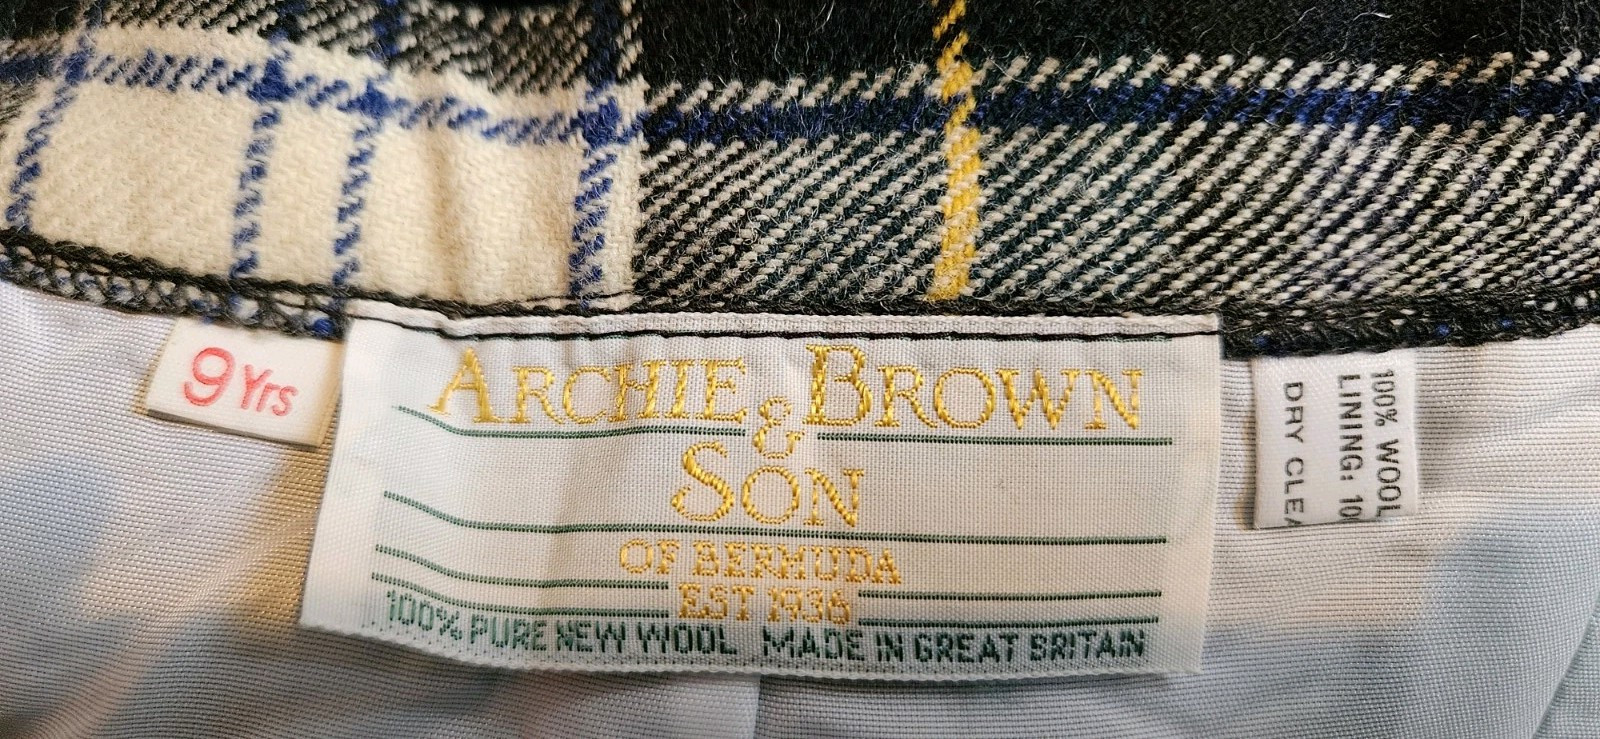 9 Yrs
ARCHIE BROWN
&
SON
OF BERMUDA
EST 1936
100% PURE NEW WOOL MADE IN GREAT BRITAIN
100% WOOL
LINING: 10
DRY CLEA